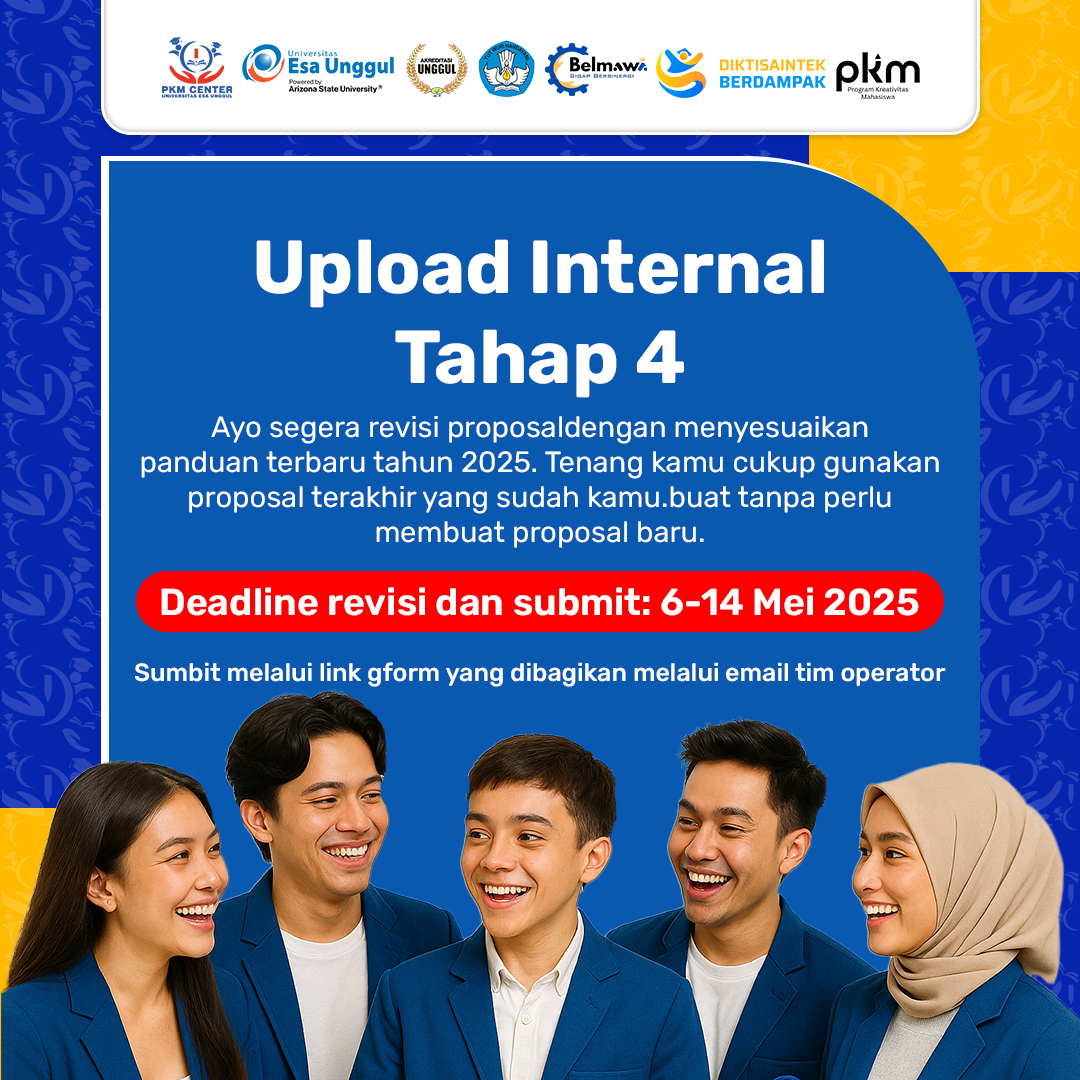 PKM CENTER
UNIVERSITAS ESA UNGGUL
Universitas
Esa Unggul
Powered by
Arizona State University®
AKREDITASI
UNGGUL
TUT WURI HANDAYANI
Belmawa
SIGAP BERSINERGI
DIKTISAINTEK
BERDAMPAK
pkm
Program Kreativitas
Mahasiswa
Upload Internal
Tahap 4
Ayo segera revisi proposaldengan menyesuaikan
panduan terbaru tahun 2025. Tenang kamu cukup gunakan
proposal terakhir yang sudah kamu.buat tanpa perlu
membuat proposal baru.
Deadline revisi dan submit: 6-14 Mei 2025
Sumbit melalui link gform yang dibagikan melalui email tim operator